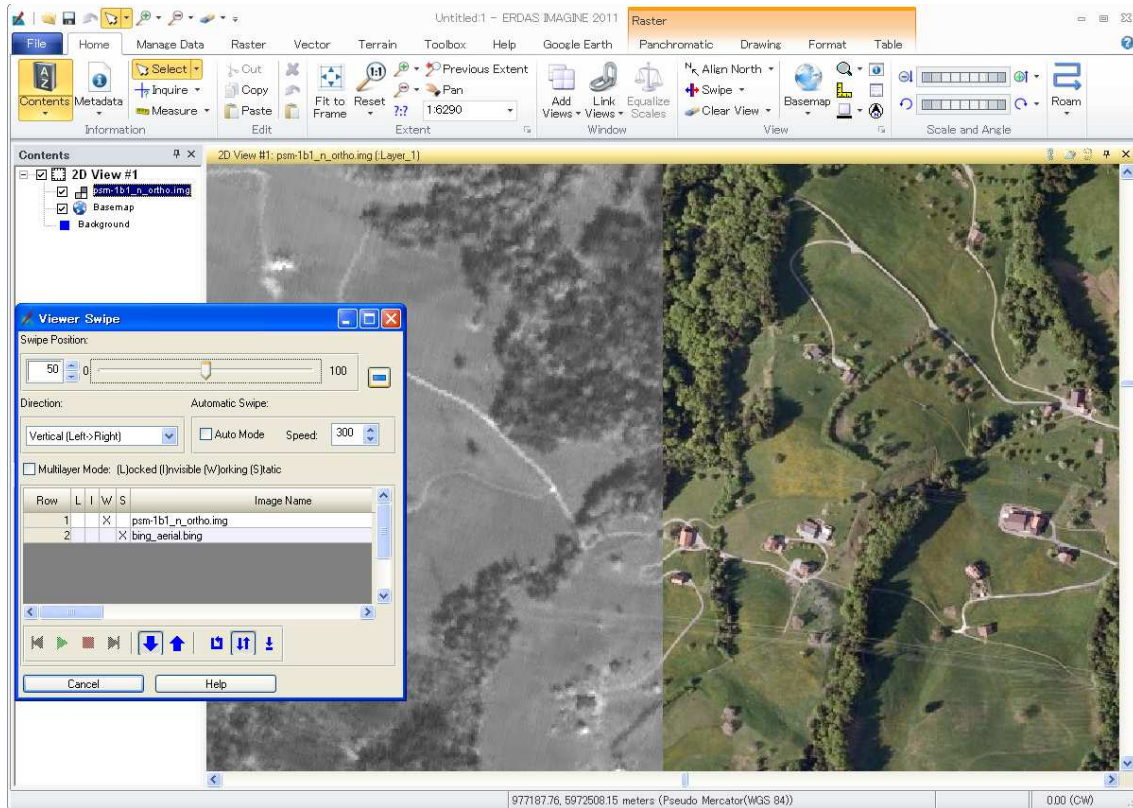 Untitled:1 - ERDAS IMAGINE 2011
Raster
File Home Manage Data Raster Vector Terrain Toolbox Help Google Earth Panchromatic Drawing Format Table
Contents
Metadata
Select
Inquire
Measure
Information
Cut
Copy
Paste
Edit
Fit to
Frame
1:1
Reset
?:?
Previous Extent
Pan
1:6290
Extent
Add
Views
Link
Views
Equalize
Scales
Window
Align North
Swipe
Clear View
Basemap
View
Scale and Angle
Roam
Contents
2D View #1
psm-1b1_n_ortho.img
Basemap
Background
2D View #1: psm-1b1_n_ortho.img (:Layer_1)
Viewer Swipe
Swipe Position:
50 0 100
Direction: Automatic Swipe:
Vertical (Left->Right) Auto Mode Speed: 300
Multilayer Mode: (L)ocked (I)nvisible (W)orking (S)tatic
Row L I W S Image Name
1 X psm-1b1_n_ortho.img
2 X bing_aerial.bing
Cancel Help
977187.76, 5972508.15 meters (Pseudo Mercator(WGS 84)) 0.00 (CW)